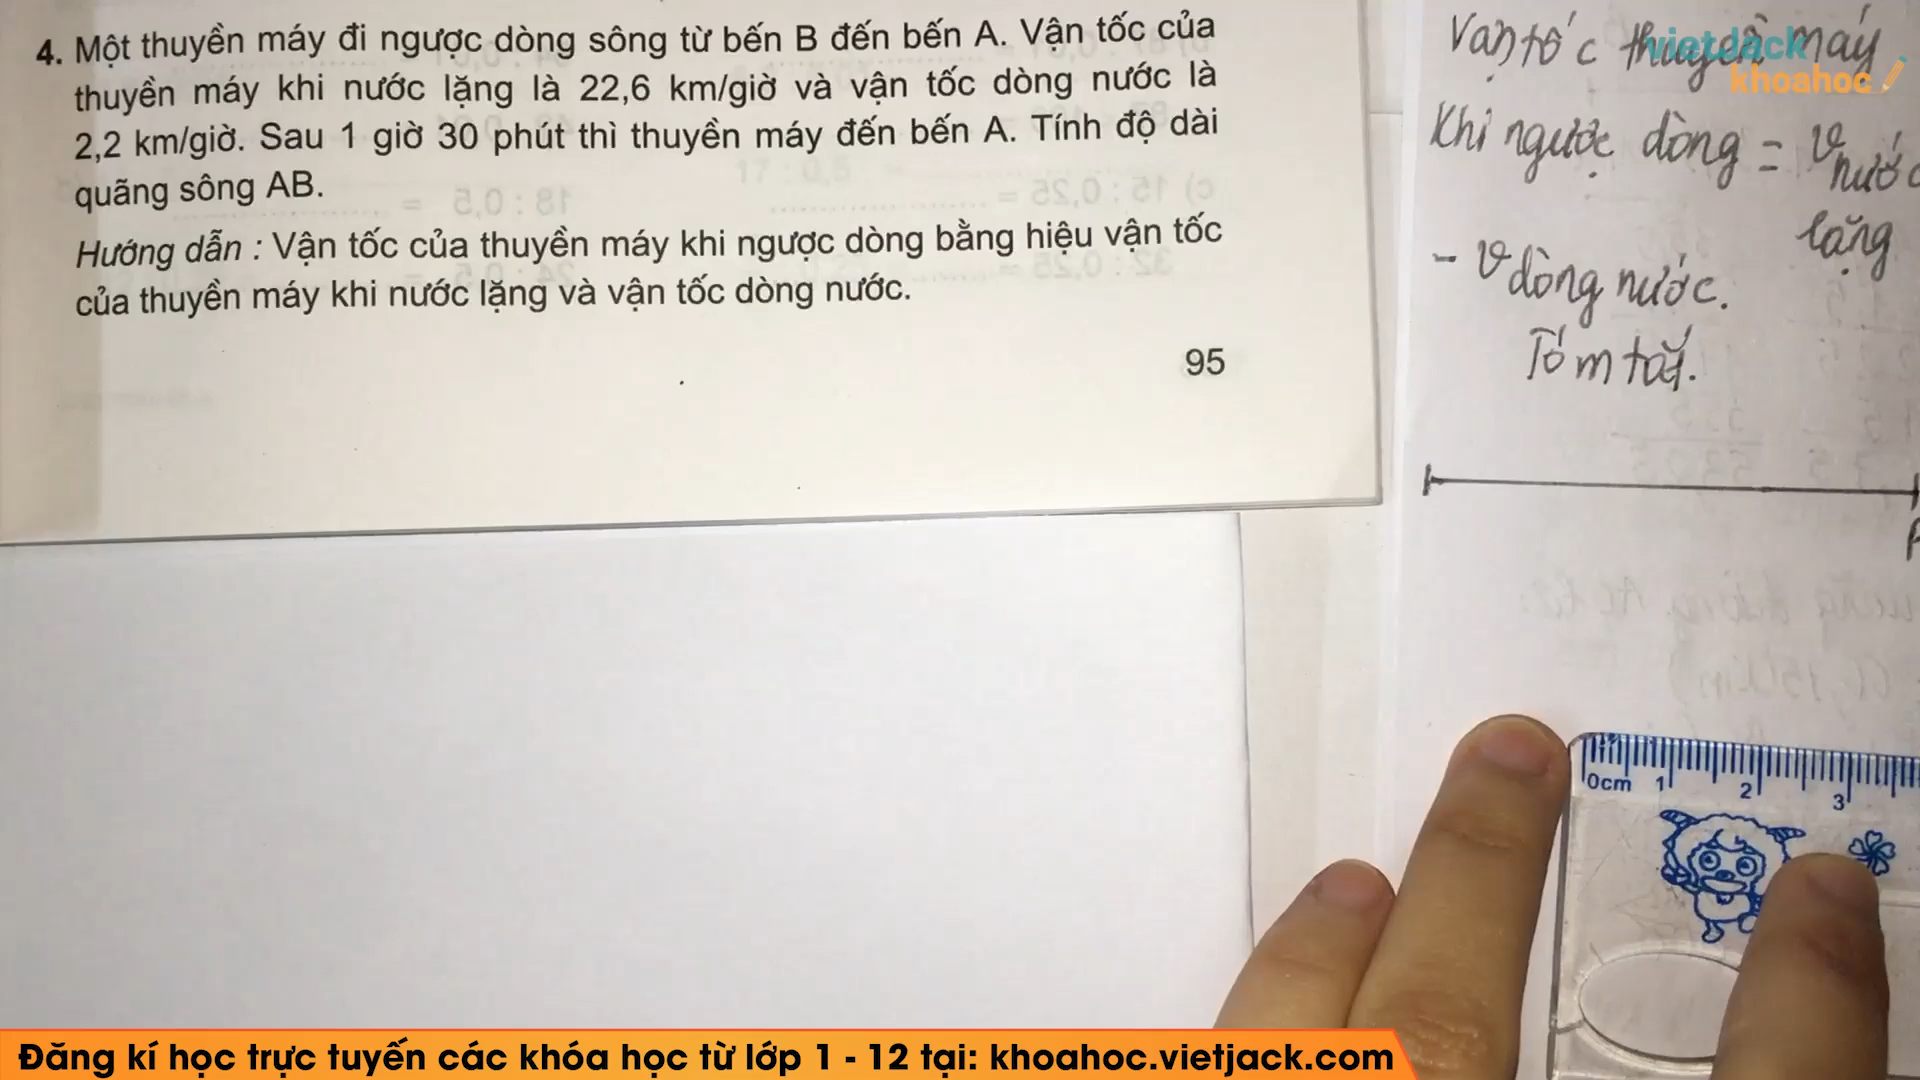 4. Một thuyền máy đi ngược dòng sông từ bến B đến bến A. Vận tốc của
thuyền máy khi nước lặng là 22,6 km/giờ và vận tốc dòng nước là
2,2 km/giờ. Sau 1 giờ 30 phút thì thuyền máy đến bến A. Tính độ dài
quãng sông AB.
Hướng dẫn : Vận tốc của thuyền máy khi ngược dòng bằng hiệu vận tốc
của thuyền máy khi nước lặng và vận tốc dòng nước.
95
Vận tốc thuyền máy
khi ngược dòng = v nước
lặng
- v dòng nước.
Tóm tắt.
vietjack
khoahoc
0cm 1 2 3
Đăng kí học trực tuyến các khóa học từ lớp 1 - 12 tại: khoahoc.vietjack.com